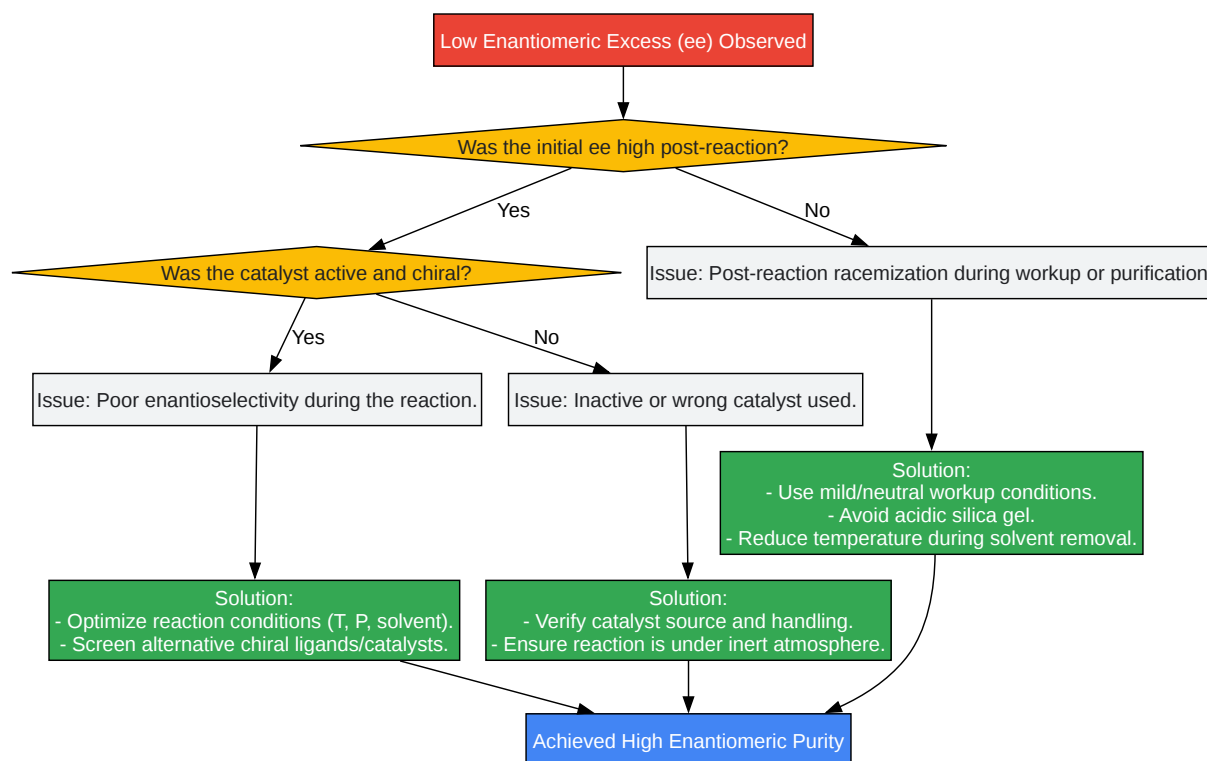 Low Enantiomeric Excess (ee) Observed
Was the initial ee high post-reaction?
Yes
No
Was the catalyst active and chiral?
Issue: Post-reaction racemization during workup or purification
Yes
No
Issue: Poor enantioselectivity during the reaction.
Issue: Inactive or wrong catalyst used.
Solution:
- Use mild/neutral workup conditions.
- Avoid acidic silica gel.
- Reduce temperature during solvent removal.
Solution:
- Optimize reaction conditions (T, P, solvent).
- Screen alternative chiral ligands/catalysts.
Solution:
- Verify catalyst source and handling.
- Ensure reaction is under inert atmosphere.
Achieved High Enantiomeric Purity